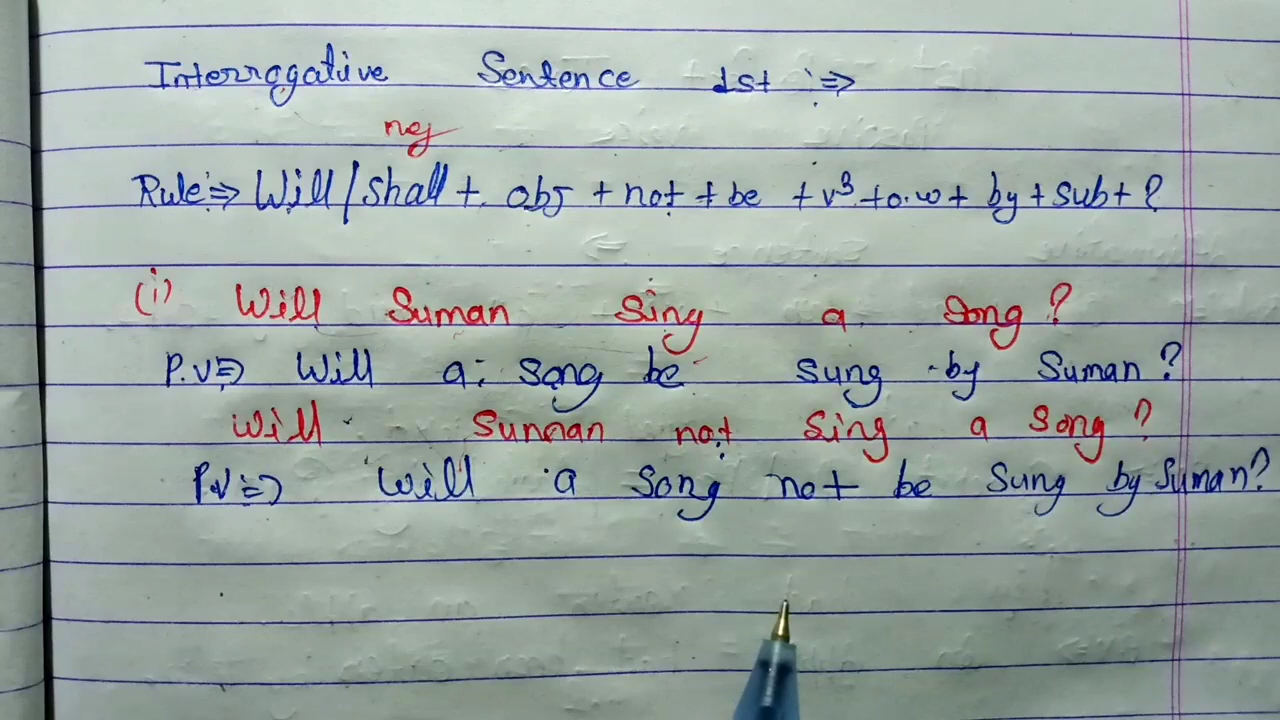 Interrogative Sentence 1st :⇒
neg
Rule:⇒ Will/Shall + obj + not + be + v³ + o.w + by + sub + ?
(i) Will Suman Sing a Song?
P.V⇒ Will a song be sung by Suman?
Will Suman not Sing a Song?
P.V⇒ Will a song not be sung by Suman?